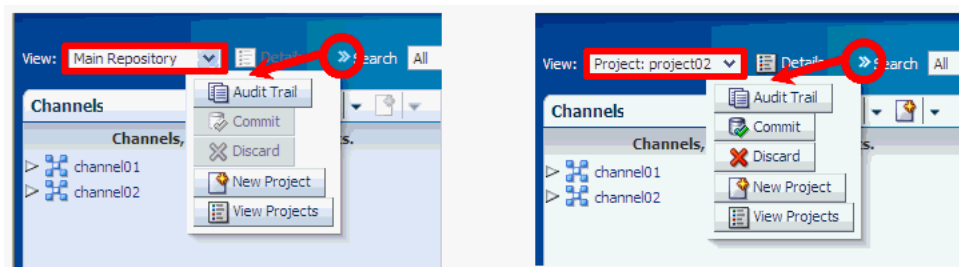 View: Main Repository Details Search All
Audit Trail
Channels
Commit
Channels, s.
Discard
channel01
New Project
channel02
View Projects
View: Project: project02 Details Search All
Audit Trail
Channels
Commit
Channels, s.
Discard
channel01
New Project
channel02
View Projects